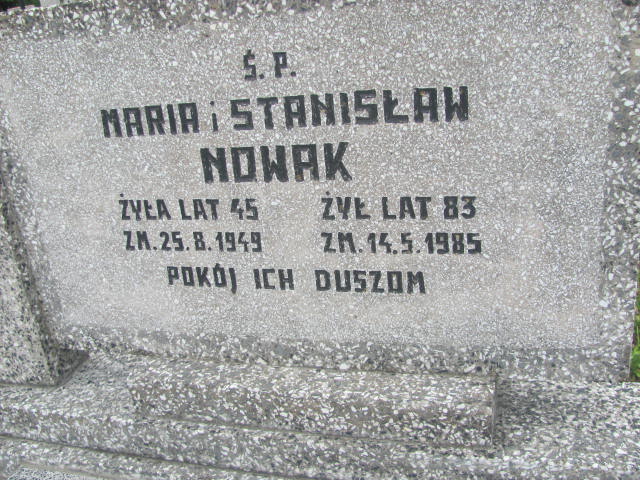 Ś.P.
MARIA i STANISŁAW
NOWAK
ŻYŁA LAT 45 ŻYŁ LAT 83
ZM. 25.8.1949 ZM. 14.5.1985
POKÓJ ICH DUSZOM